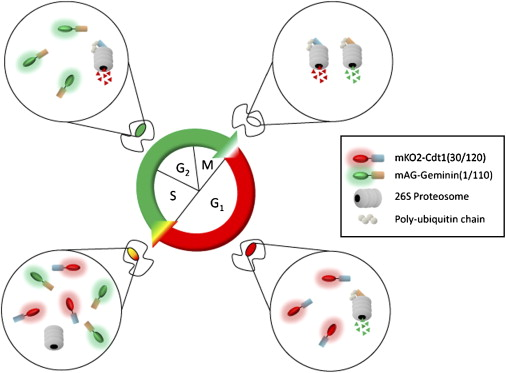 G2
M
S
G1
mKO2-Cdt1(30/120)
mAG-Geminin(1/110)
26S Proteosome
Poly-ubiquitin chain